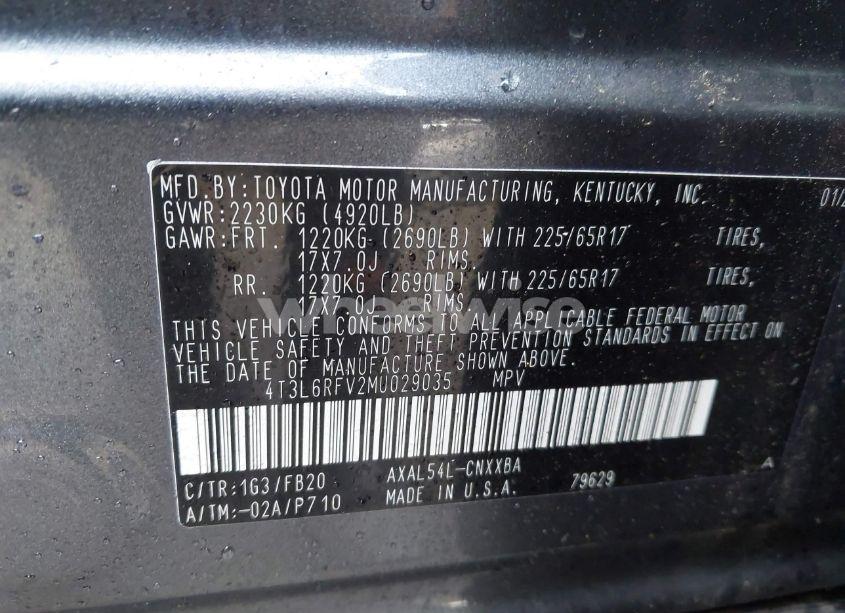 MFD. BY: TOYOTA MOTOR MANUFACTURING, KENTUCKY, INC. 01/2
GVWR:2230KG (4920LB)
GAWR:FRT. 1220KG (2690LB) WITH 225/65R17 TIRES,
17X7.0J RIMS,
RR. 1220KG (2690LB) WITH 225/65R17 TIRES,
17X7.0J RIMS
wheelwise
THIS VEHICLE CONFORMS TO ALL APPLICABLE FEDERAL MOTOR
VEHICLE SAFETY AND THEFT PREVENTION STANDARDS IN EFFECT ON
THE DATE OF MANUFACTURE SHOWN ABOVE.
4T3L6RFV2MU029035 MPV
C/TR:1G3/FB20 AXAL54L-CNXXBA A
A/TM:-02A/P710 MADE IN U.S.A. 79629